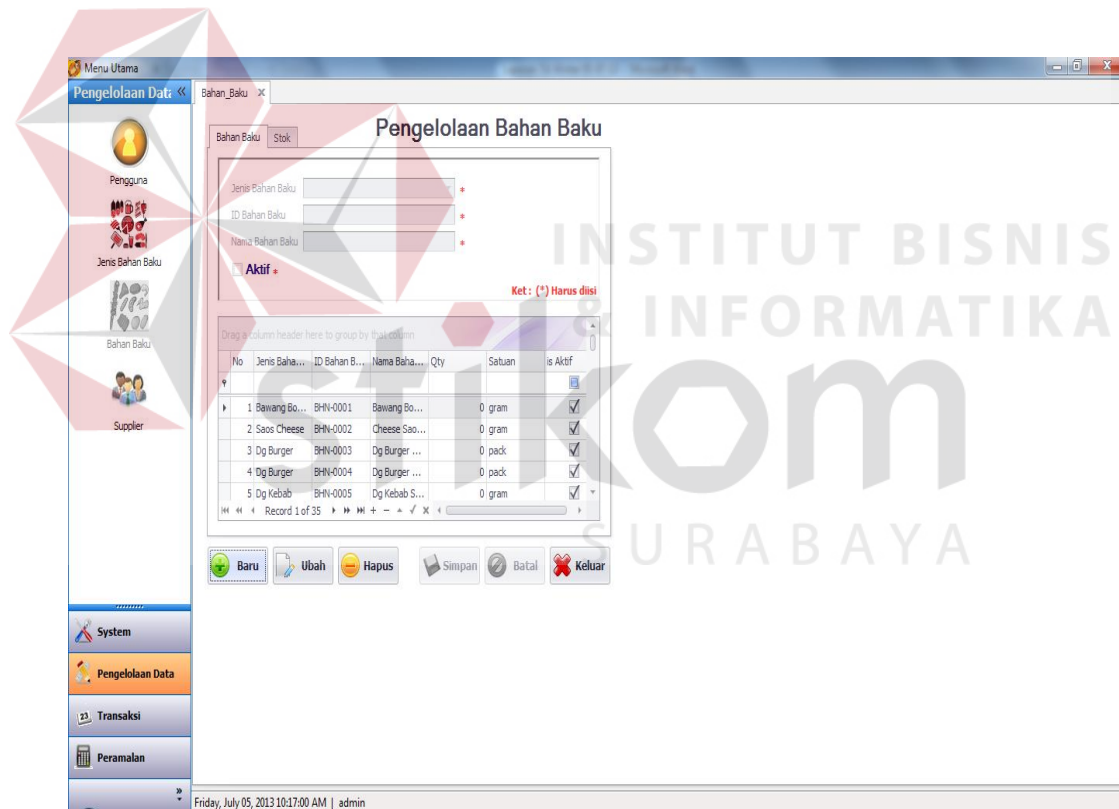 Menu Utama
Pengelolaan Data «
Bahan_Baku x
Pengguna
Jenis Bahan Baku
Bahan Baku
Supplier
Bahan Baku Stok
Pengelolaan Bahan Baku
Jenis Bahan Baku *
ID Bahan Baku *
Nama Bahan Baku *
Aktif *
Ket : (*) Harus diisi
Drag a column header here to group by that column
No Jenis Baha... ID Bahan B... Nama Baha... Qty Satuan is Aktif
1 Bawang Bo... BHN-0001 Bawang Bo... 0 gram
2 Saos Cheese BHN-0002 Cheese Sao... 0 gram
3 Dg Burger BHN-0003 Dg Burger ... 0 pack
4 Dg Burger BHN-0004 Dg Burger ... 0 pack
5 Dg Kebab BHN-0005 Dg Kebab S... 0 gram
Record 1 of 35
Baru Ubah Hapus Simpan Batal Keluar
System
Pengelolaan Data
23 Transaksi
Peramalan
Friday, July 05, 2013 10:17:00 AM | admin
INSTITUT BISNIS
& INFORMATIKA
stikom
SURABAYA